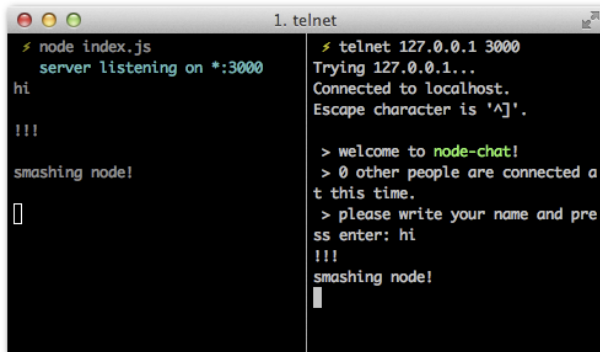 1. telnet
⚡ node index.js
server listening on *:3000
hi
!!!
smashing node!
⚡ telnet 127.0.0.1 3000
Trying 127.0.0.1...
Connected to localhost.
Escape character is '^]'.
> welcome to node-chat!
> 0 other people are connected a
t this time.
> please write your name and pre
ss enter: hi
!!!
smashing node!